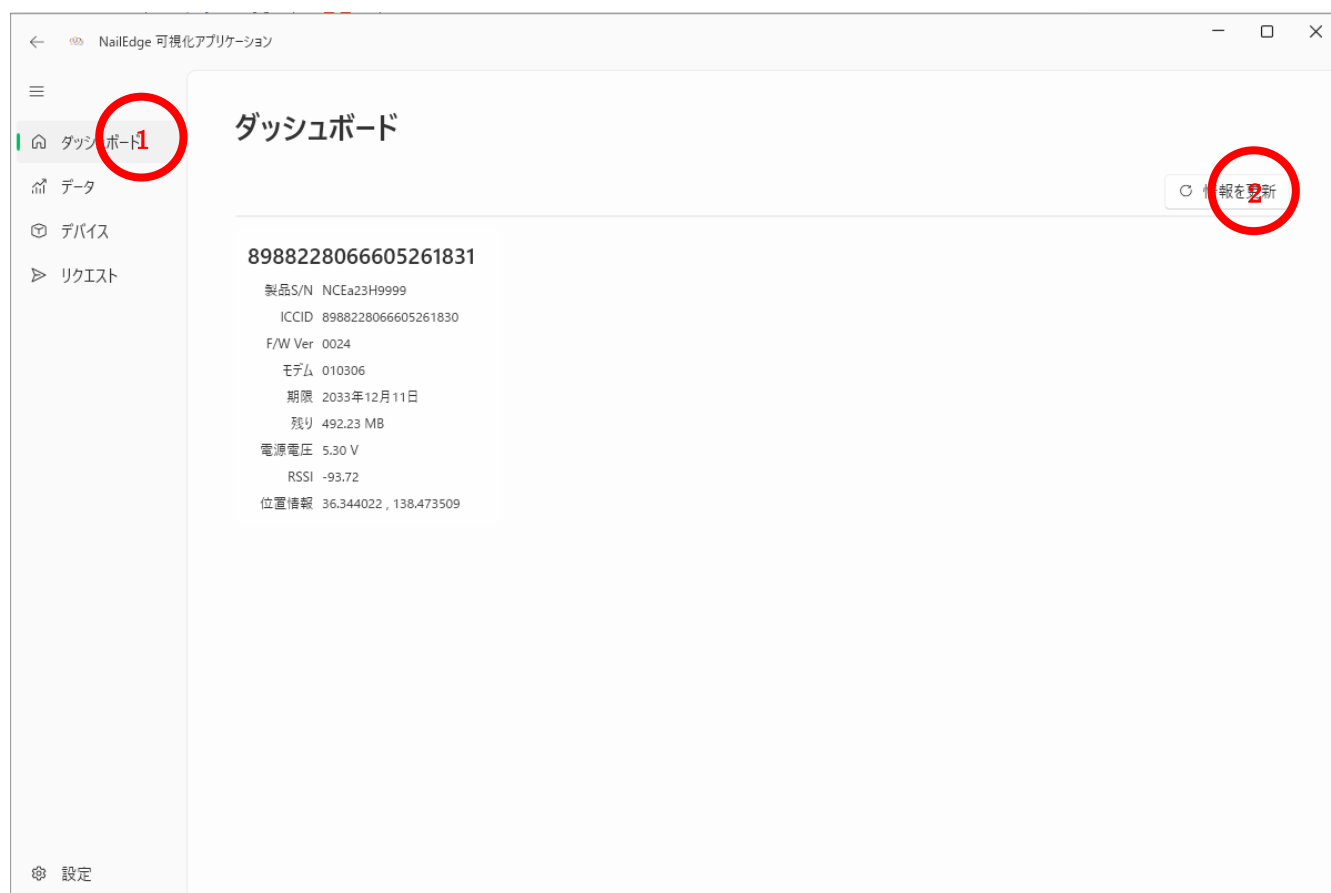 NailEdge 可視化アプリケーション
ダッシュボード
1
データ
デバイス
リクエスト
設定
ダッシュボード
情報を更新
2
8988228066605261831
製品S/N NCEa23H9999
ICCID 8988228066605261830
F/W Ver 0024
モデム 010306
期限 2033年12月11日
残り 492.23 MB
電源電圧 5.30 V
RSSI -93.72
位置情報 36.344022 , 138.473509